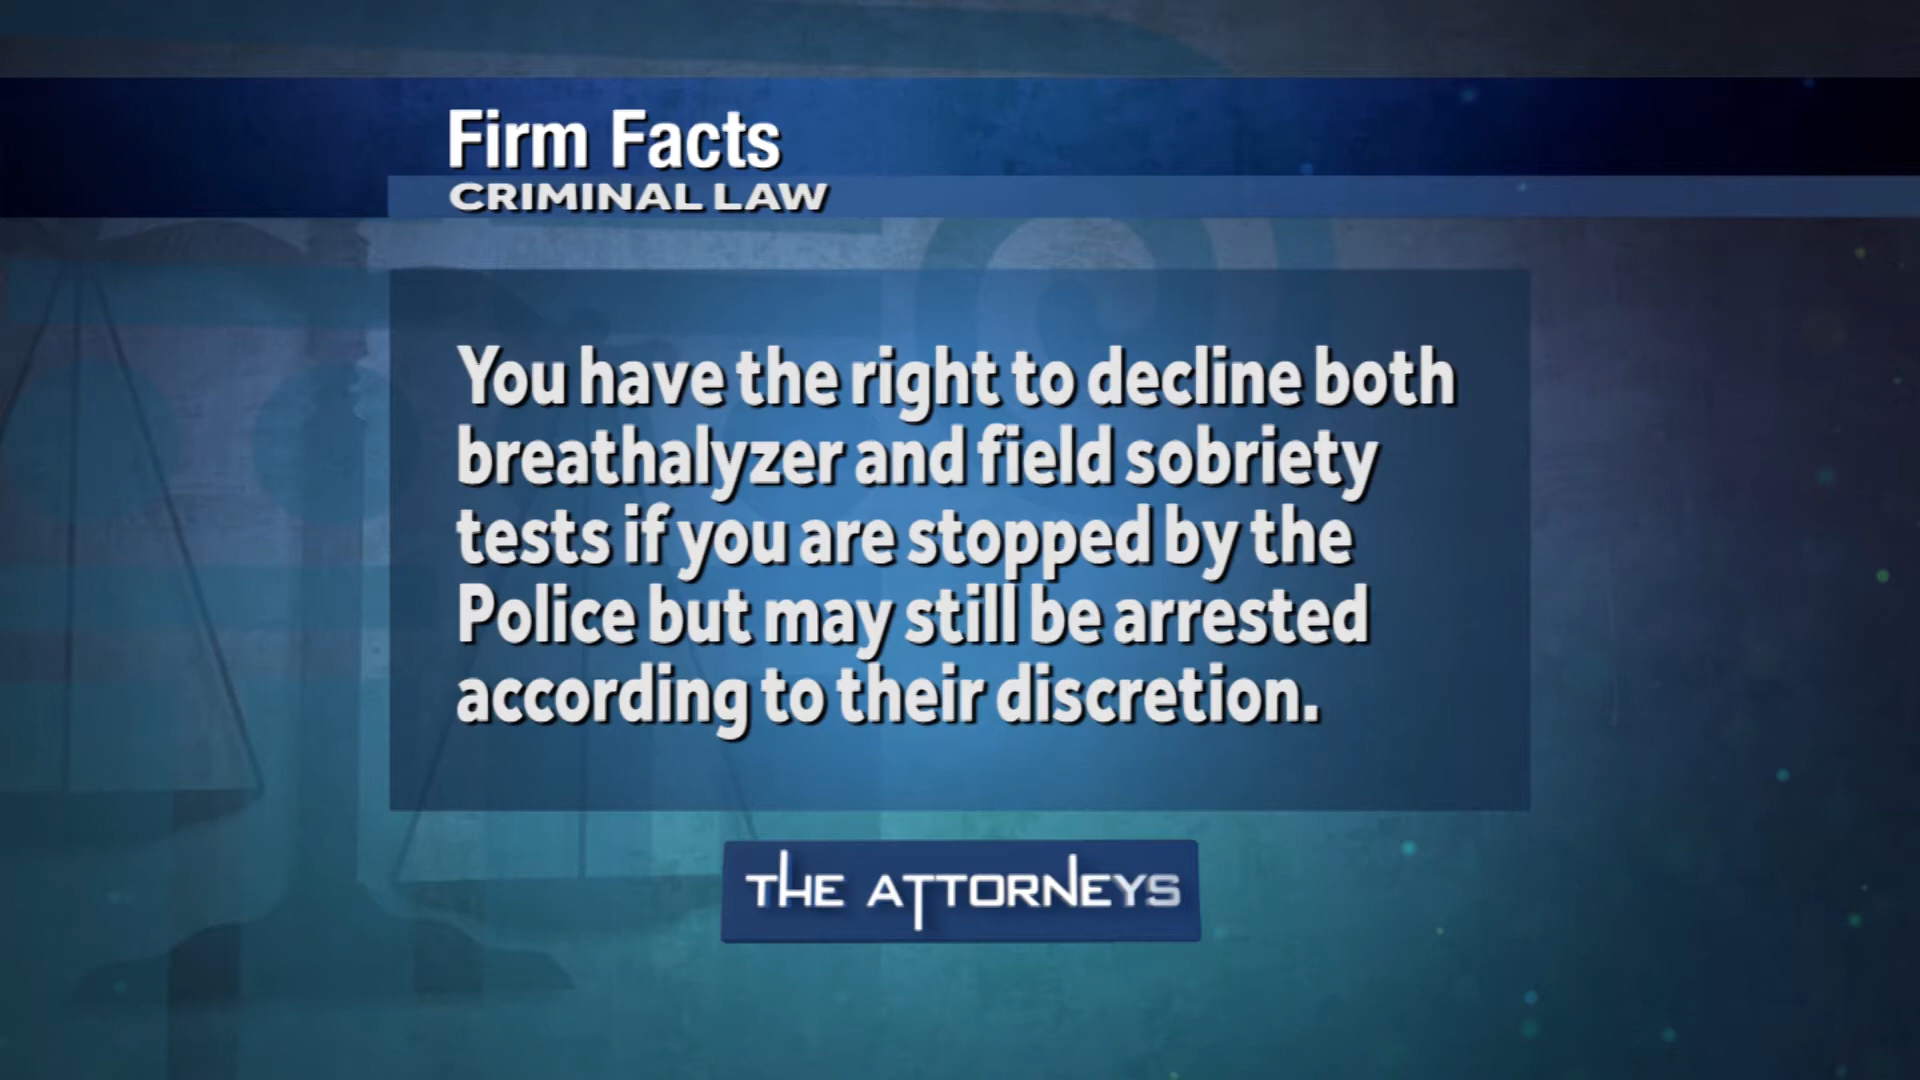 Firm Facts
CRIMINAL LAW
You have the right to decline both
breathalyzer and field sobriety
tests if you are stopped by the
Police but may still be arrested
according to their discretion.
THE ATTORNEYS